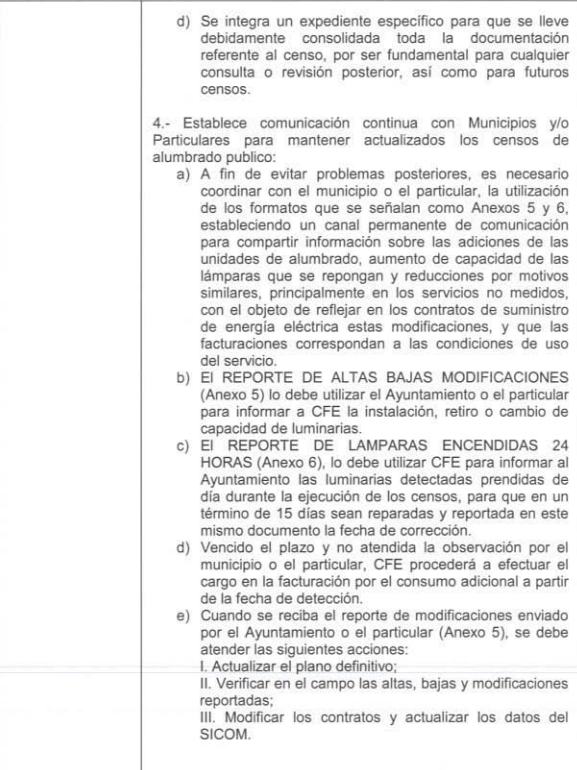 d) Se integra un expediente específico para que se lleve
debidamente consolidada toda la documentación
referente al censo, por ser fundamental para cualquier
consulta o revisión posterior, así como para futuros
censos.
4.- Establece comunicación continua con Municipios y/o
Particulares para mantener actualizados los censos de
alumbrado publico:
a) A fin de evitar problemas posteriores, es necesario
coordinar con el municipio o el particular, la utilización
de los formatos que se señalan como Anexos 5 y 6,
estableciendo un canal permanente de comunicación
para compartir información sobre las adiciones de las
unidades de alumbrado, aumento de capacidad de las
lámparas que se repongan y reducciones por motivos
similares, principalmente en los servicios no medidos,
con el objeto de reflejar en los contratos de suministro
de energía eléctrica estas modificaciones, y que las
facturaciones correspondan a las condiciones de uso
del servicio.
b) El REPORTE DE ALTAS BAJAS MODIFICACIONES
(Anexo 5) lo debe utilizar el Ayuntamiento o el particular
para informar a CFE la instalación, retiro o cambio de
capacidad de luminarias.
c) El REPORTE DE LAMPARAS ENCENDIDAS 24
HORAS (Anexo 6), lo debe utilizar CFE para informar al
Ayuntamiento las luminarias detectadas prendidas de
día durante la ejecución de los censos, para que en un
término de 15 días sean reparadas y reportada en este
mismo documento la fecha de corrección.
d) Vencido el plazo y no atendida la observación por el
municipio o el particular, CFE procederá a efectuar el
cargo en la facturación por el consumo adicional a partir
de la fecha de detección.
e) Cuando se reciba el reporte de modificaciones enviado
por el Ayuntamiento o el particular (Anexo 5), se debe
atender las siguientes acciones:
I. Actualizar el plano definitivo;
II. Verificar en el campo las altas, bajas y modificaciones
reportadas;
III. Modificar los contratos y actualizar los datos del
SICOM.